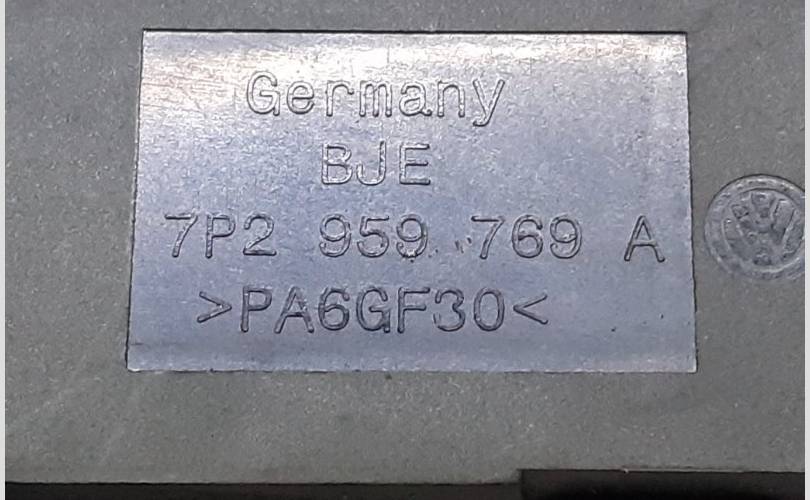 Germany
BJE
7P2 959 769 A
>PA6GF30<